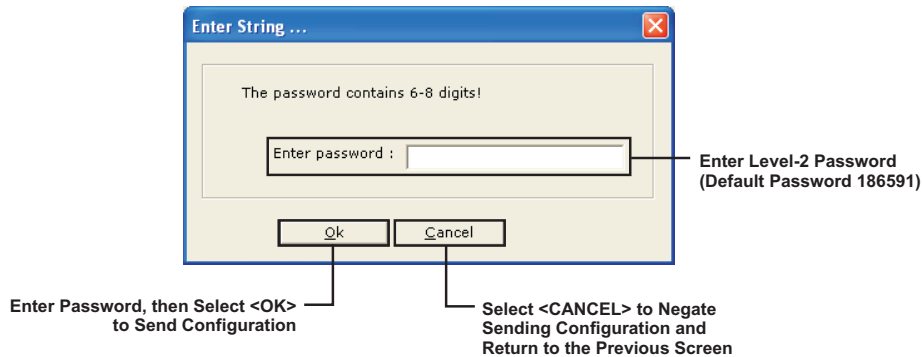 Enter String ...
The password contains 6-8 digits!
Enter password :
Enter Level-2 Password
(Default Password 186591)
Ok
Cancel
Enter Password, then Select <OK>
to Send Configuration
Select <CANCEL> to Negate
Sending Configuration and
Return to the Previous Screen